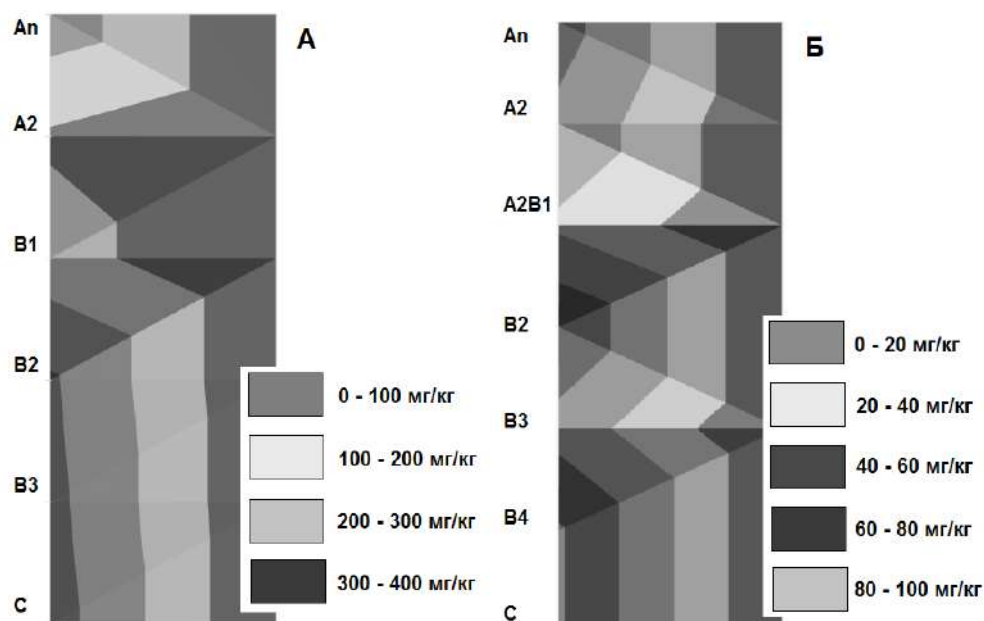 Ап
А2
В1
В2
В3
С
А
0 - 100 мг/кг
100 - 200 мг/кг
200 - 300 мг/кг
300 - 400 мг/кг
Ап
А2
А2В1
В2
В3
В4
С
Б
0 - 20 мг/кг
20 - 40 мг/кг
40 - 60 мг/кг
60 - 80 мг/кг
80 - 100 мг/кг